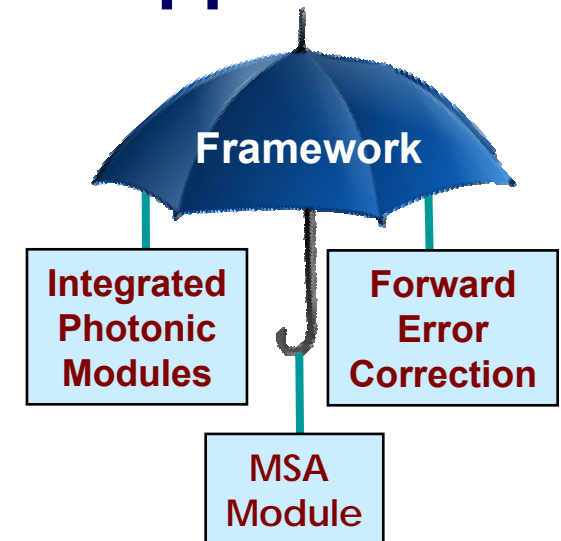 Framework
Integrated
Photonic
Modules
Forward
Error
Correction
MSA
Module